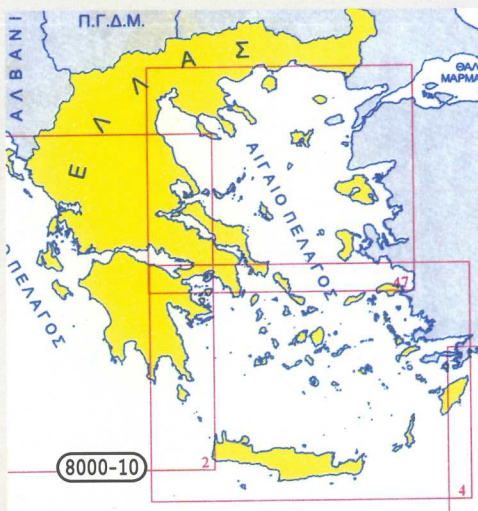 Π.Γ.Δ.Μ.
ΑΛΒΑΝΙ
ΕΛΛΑΣ
ΘΑΛ
ΜΑΡΜΑ
ΑΙΓΑΙΟ ΠΕΛΑΓΟΣ
Ο ΠΕΛΑΓΟΣ
47
8000-10
2
4